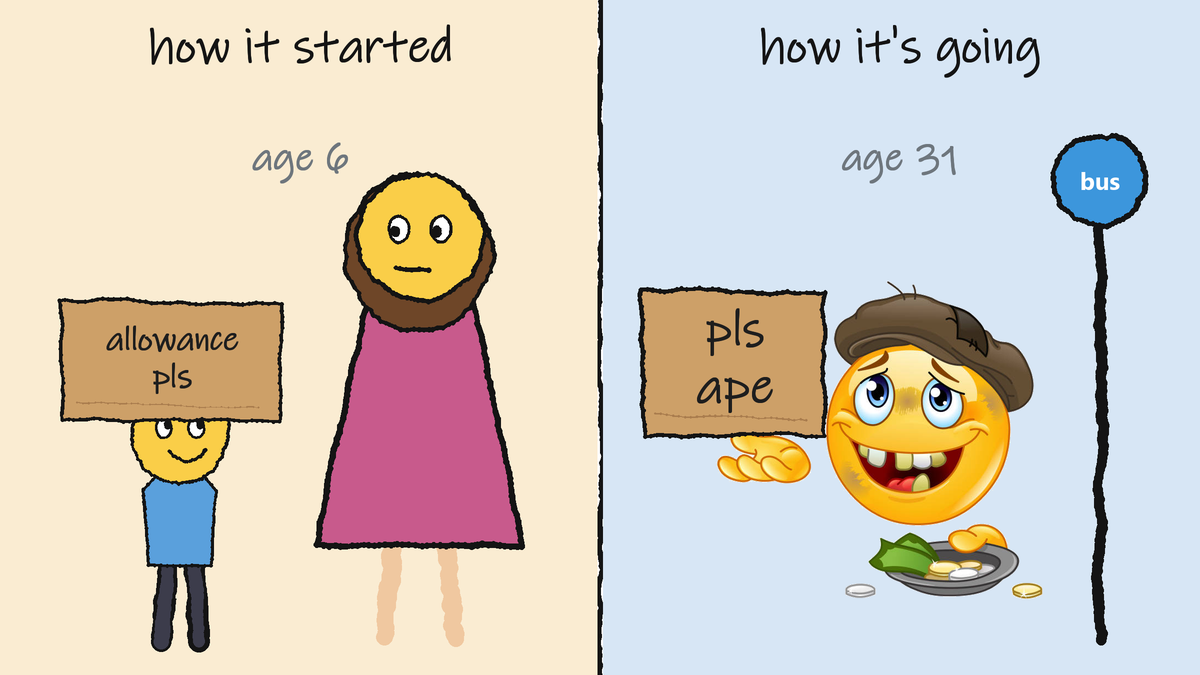 how it started
age 6
allowance
pls
how it's going
age 31
bus
pls
ape